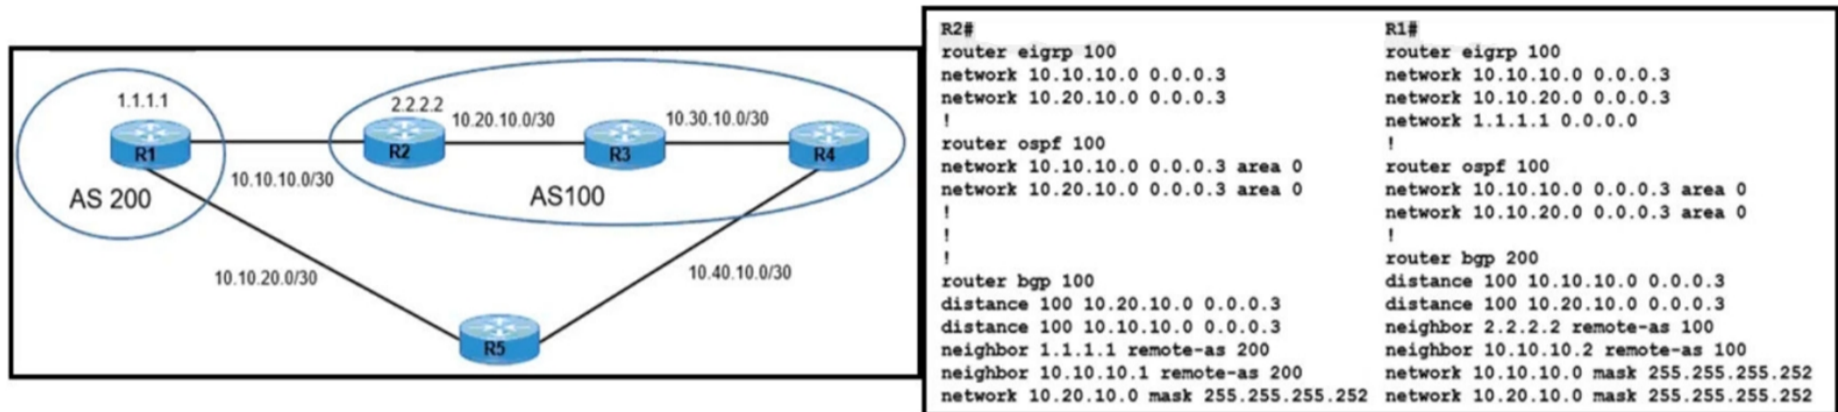 1.1.1.1
2.2.2.2
10.20.10.0/30
10.30.10.0/30
R1
R2
R3
R4
10.10.10.0/30
AS 200
AS100
10.10.20.0/30
10.40.10.0/30
R5
R2#
router eigrp 100
network 10.10.10.0 0.0.0.3
network 10.20.10.0 0.0.0.3
!
router ospf 100
network 10.10.10.0 0.0.0.3 area 0
network 10.20.10.0 0.0.0.3 area 0
!
!
!
router bgp 100
distance 100 10.20.10.0 0.0.0.3
distance 100 10.10.10.0 0.0.0.3
neighbor 1.1.1.1 remote-as 200
neighbor 10.10.10.1 remote-as 200
network 10.20.10.0 mask 255.255.255.252
R1#
router eigrp 100
network 10.10.10.0 0.0.0.3
network 10.10.20.0 0.0.0.3
network 1.1.1.1 0.0.0.0
!
router ospf 100
network 10.10.10.0 0.0.0.3 area 0
network 10.10.20.0 0.0.0.3 area 0
!
router bgp 200
distance 100 10.10.10.0 0.0.0.3
distance 100 10.20.10.0 0.0.0.3
neighbor 2.2.2.2 remote-as 100
neighbor 10.10.10.2 remote-as 100
network 10.10.10.0 mask 255.255.255.252
network 10.20.10.0 mask 255.255.255.252